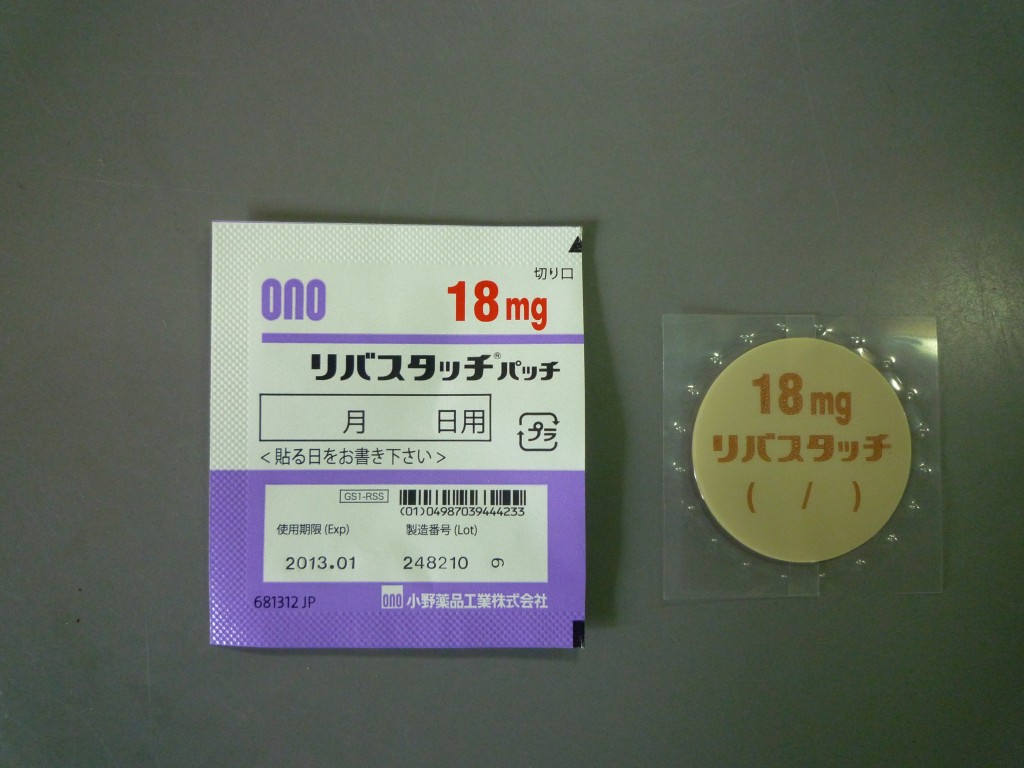 切り口
ono
18mg
リバスタッチ®パッチ
月 日用
プラ
<貼る日をお書き下さい>
GS1-RSS
(01)04987039444233
使用期限(Exp) 製造番号(Lot)
2013.01 248210 9
681312 JP ono 小野薬品工業株式会社
18mg
リバスタッチ
( / )